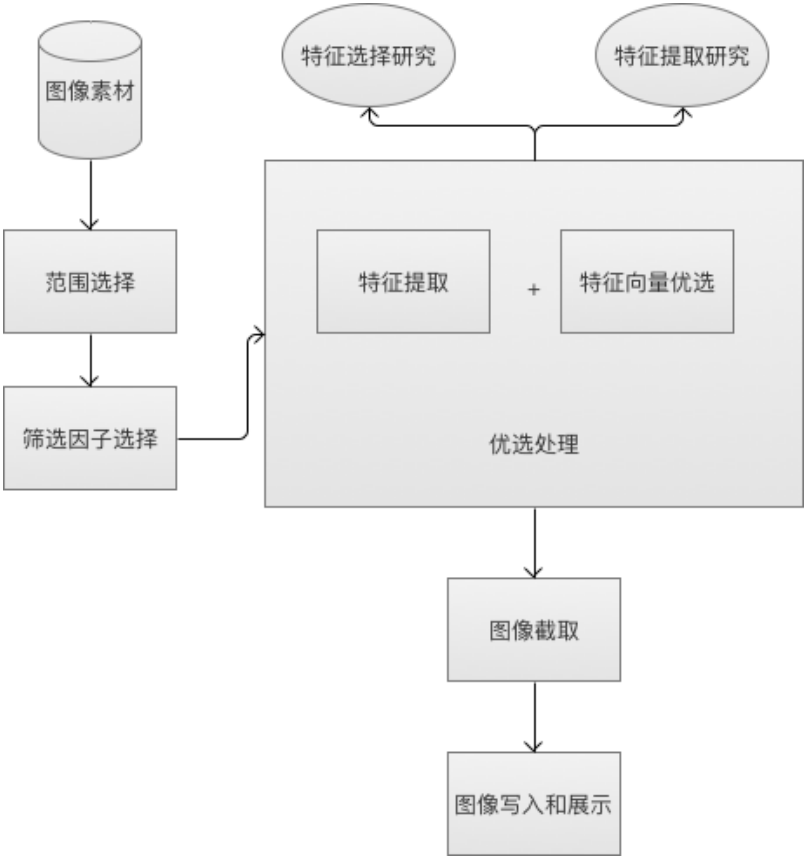 图像素材
特征选择研究
特征提取研究
范围选择
特征提取
+
特征向量优选
筛选因子选择
优选处理
图像截取
图像写入和展示